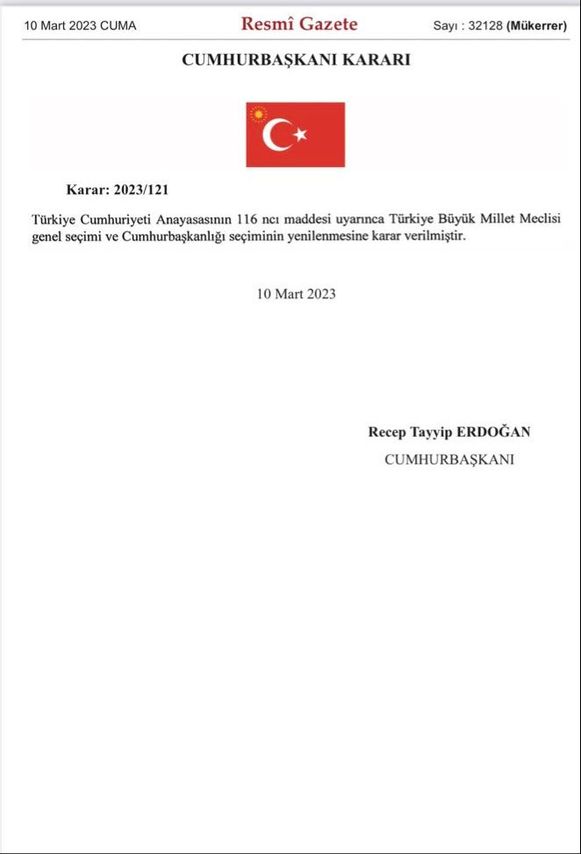 10 Mart 2023 CUMA Resmî Gazete Sayı : 32128 (Mükerrer)
CUMHURBAŞKANI KARARI
Karar: 2023/121
Türkiye Cumhuriyeti Anayasasının 116 ncı maddesi uyarınca Türkiye Büyük Millet Meclisi
genel seçimi ve Cumhurbaşkanlığı seçiminin yenilenmesine karar verilmiştir.
10 Mart 2023
Recep Tayyip ERDOĞAN
CUMHURBAŞKANI